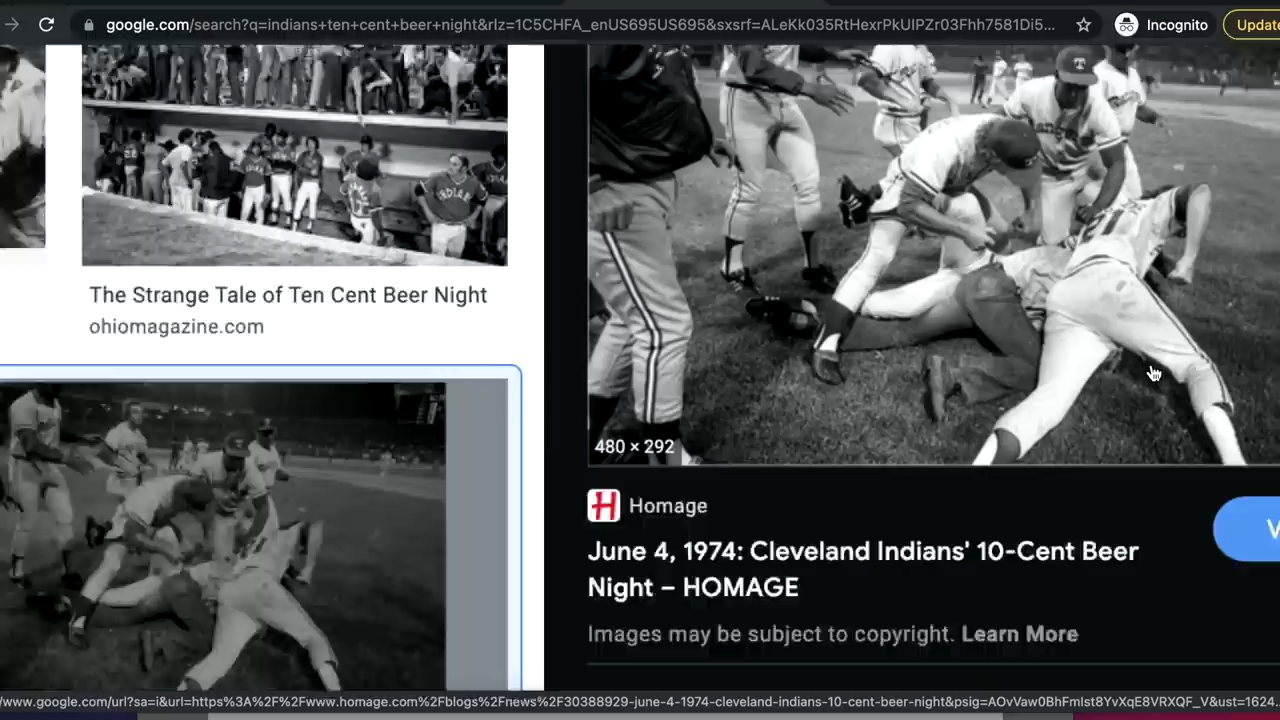 google.com/search?q=indians+ten+cent+beer+night&rlz=1C5CHFA_enUS695US695&sxsrf=ALeKk035RtHexrPkUIPZr03Fhh7581Di5...
Incognito
Update
INDIANS
The Strange Tale of Ten Cent Beer Night
ohiomagazine.com
T
480 × 292
H Homage
June 4, 1974: Cleveland Indians' 10-Cent Beer
Night – HOMAGE
Images may be subject to copyright. Learn More
/www.google.com/url?sa=i&url=https%3A%2F%2Fwww.homage.com%2Fblogs%2Fnews%2F30388929-june-4-1974-cleveland-indians-10-cent-beer-night&psig=AOvVaw0BhFmIst8YvXqE8VRXQF_V&ust=1624...